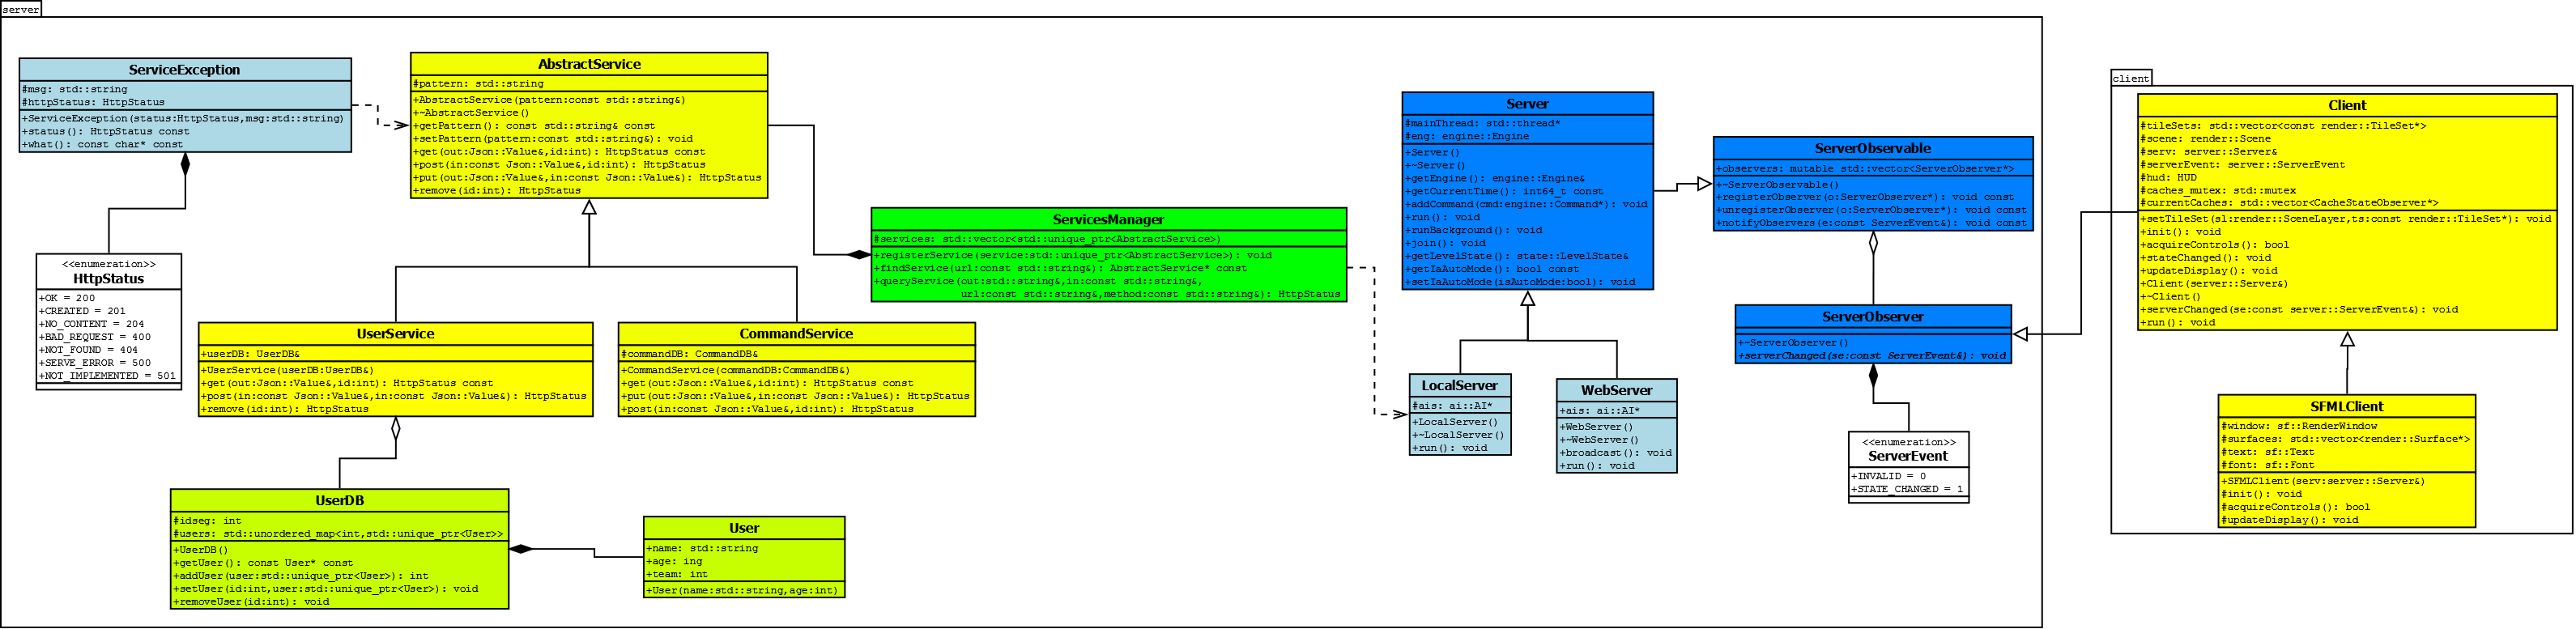 server
ServiceException
#msg: std::string
#httpStatus: HttpStatus
+ServiceException(status:HttpStatus,msg:std::string)
+status(): HttpStatus const
+what(): const char* const
<<enumeration>>
HttpStatus
+OK = 200
+CREATED = 201
+NO_CONTENT = 204
+BAD_REQUEST = 400
+NOT_FOUND = 404
+SERVE_ERROR = 500
+NOT_IMPLEMENTED = 501
AbstractService
#pattern: std::string
+AbstractService(pattern:const std::string&)
+~AbstractService()
+getPattern(): const std::string& const
+setPattern(pattern:const std::string&): void
+get(out:Json::Value&,id:int): HttpStatus const
+post(in:const Json::Value&,id:int): HttpStatus
+put(out:Json::Value&,in:const Json::Value&): HttpStatus
+remove(id:int): HttpStatus
UserService
+userDB: UserDB&
+UserService(userDB:UserDB&)
+get(out:Json::Value&,id:int): HttpStatus const
+post(in:const Json::Value&,in:const Json::Value&): HttpStatus
+remove(id:int): HttpStatus
CommandService
#commandDB: CommandDB&
+CommandService(commandDB:CommandDB&)
+get(out:Json::Value&,id:int): HttpStatus const
+put(out:Json::Value&,in:const Json::Value&): HttpStatus
+post(in:const Json::Value&,id:int): HttpStatus
UserDB
#idseg: int
#users: std::unordered_map<int,std::unique_ptr<User>>
+UserDB()
+getUser(): const User* const
+addUser(user:std::unique_ptr<User>): int
+setUser(id:int,user:std::unique_ptr<User>): void
+removeUser(id:int): void
User
+name: std::string
+age: ing
+team: int
+User(name:std::string,age:int)
ServicesManager
#services: std::vector<std::unique_ptr<AbstractService>)
+registerService(service:std::unique_ptr<AbstractService>): void
+findService(url:const std::string&): AbstractService* const
+queryService(out:std::string&,in:const std::string&,
url:const std::string&,method:const std::string&): HttpStatus
Server
#mainThread: std::thread*
#eng: engine::Engine
+Server()
+~Server()
+getEngine(): engine::Engine&
+getCurrentTime(): int64_t const
+addCommand(cmd:engine::Command*): void
+run(): void
+runBackground(): void
+join(): void
+getLevelState(): state::LevelState&
+getIaAutoMode(): bool const
+setIaAutoMode(isAutoMode:bool): void
LocalServer
#ais: ai::AI*
+LocalServer()
+~LocalServer()
+run(): void
WebServer
+ais: ai::AI*
+WebServer()
+~WebServer()
+broadcast(): void
+run(): void
ServerObservable
+observers: mutable std::vector<ServerObserver*>
+~ServerObservable()
+registerObserver(o:ServerObserver*): void const
+unregisterObserver(o:ServerObserver*): void const
+notifyObservers(e:const ServerEvent&): void const
ServerObserver
+~ServerObserver()
+serverChanged(se:const ServerEvent&): void
<<enumeration>>
ServerEvent
+INVALID = 0
+STATE_CHANGED = 1
client
Client
#tileSets: std::vector<const render::TileSet*>
#scene: render::Scene
#serv: server::Server&
#serverEvent: server::ServerEvent
#hud: HUD
#caches_mutex: std::mutex
#currentCaches: std::vector<CacheStateObserver*>
+setTileSet(sl:render::SceneLayer,ts:const render::TileSet*): void
+init(): void
+acquireControls(): bool
+stateChanged(): void
+updateDisplay(): void
+Client(server::Server&)
+~Client()
+serverChanged(se:const server::ServerEvent&): void
+run(): void
SFMLClient
#window: sf::RenderWindow
#surfaces: std::vector<render::Surface*>
#text: sf::Text
#font: sf::Font
+SFMLClient(serv:server::Server&)
#init(): void
#acquireControls(): bool
#updateDisplay(): void